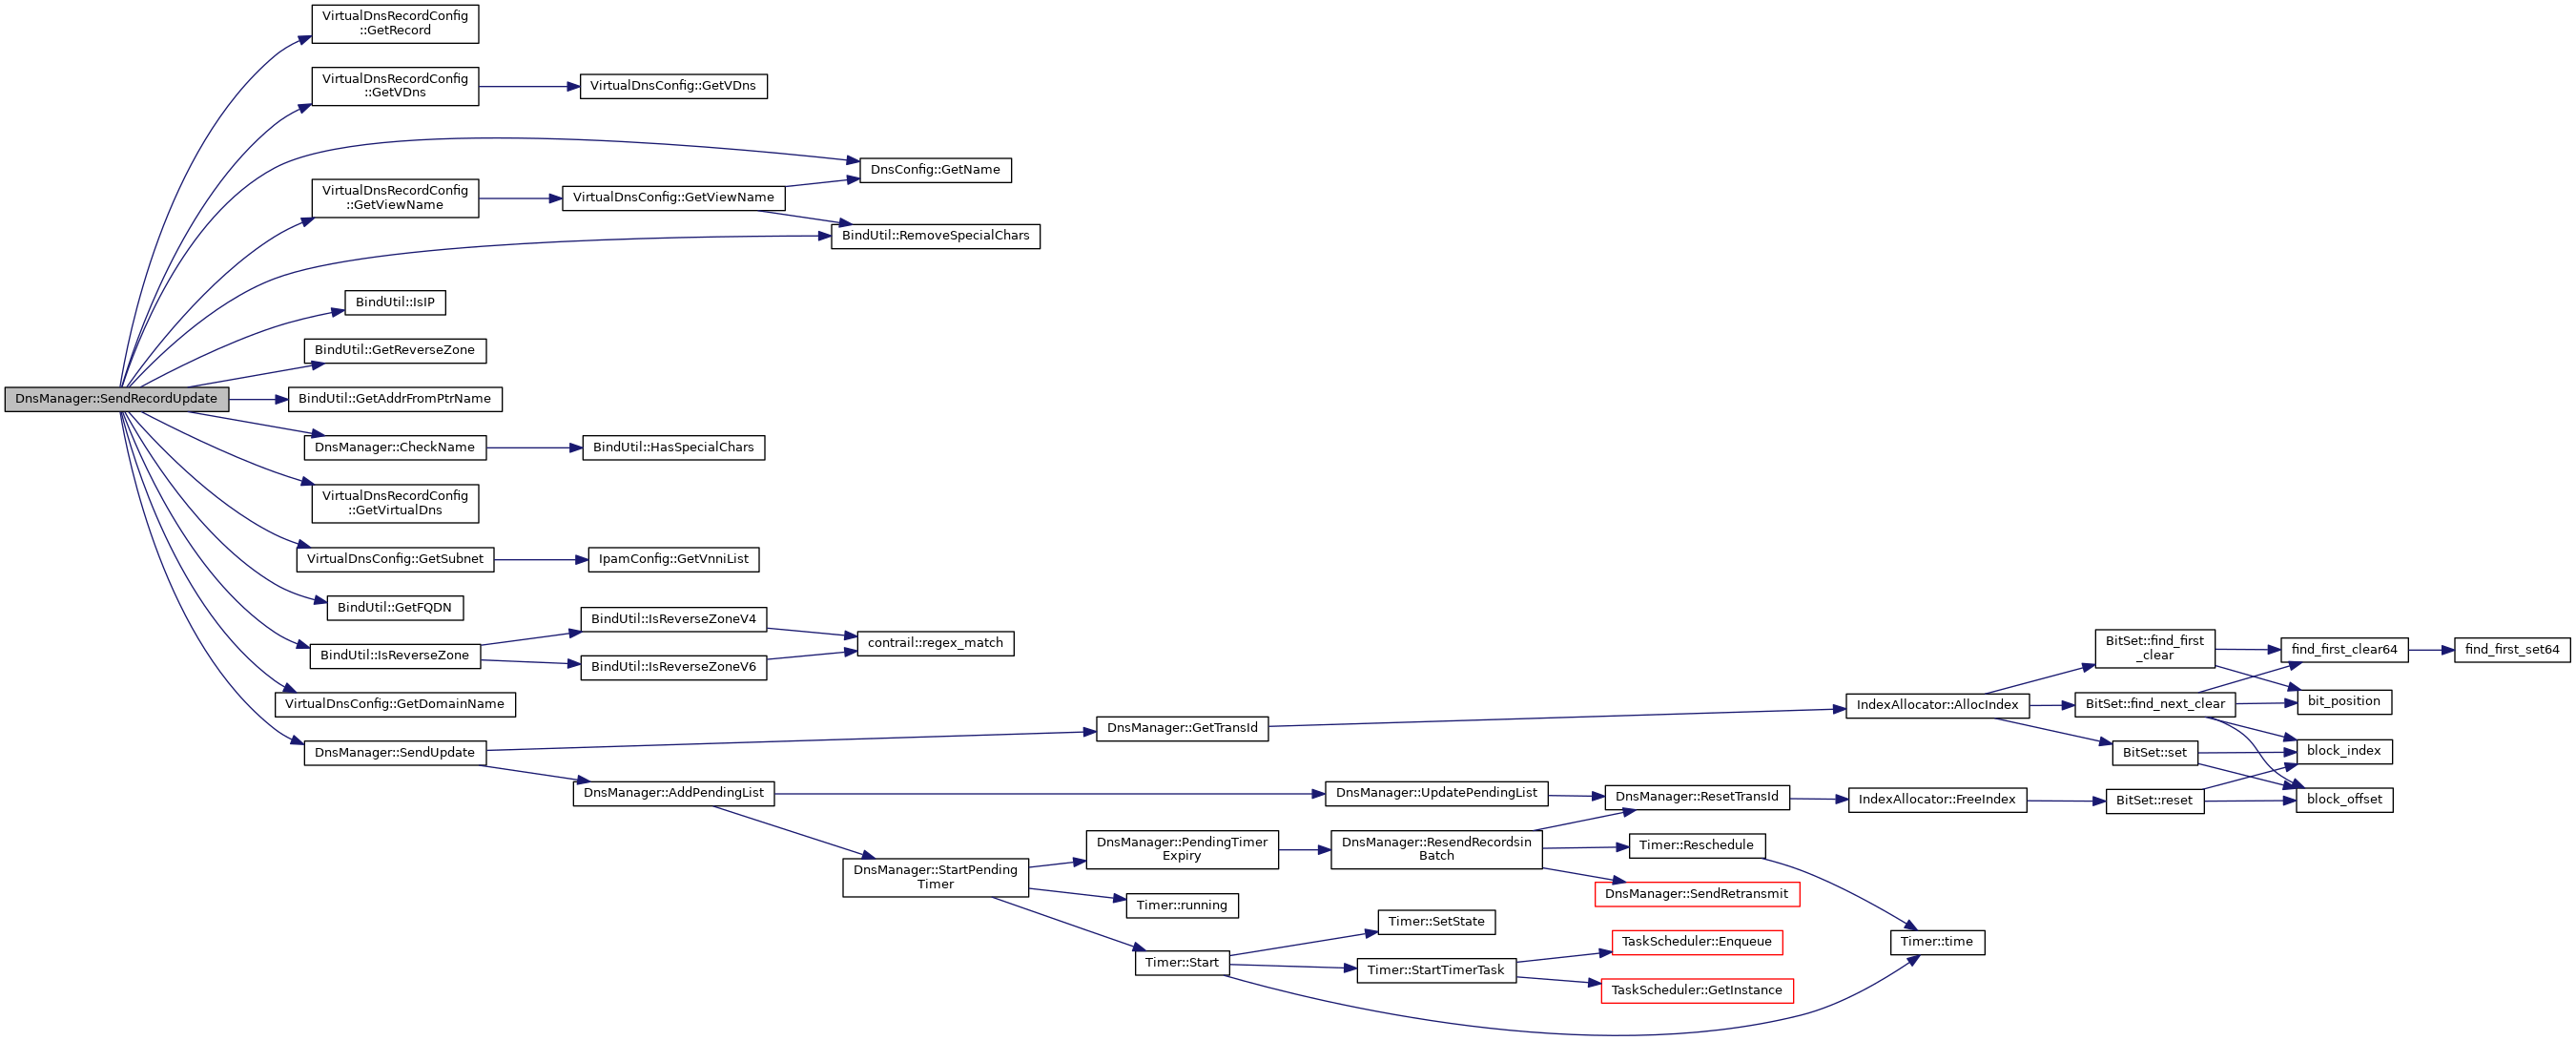 VirtualDnsRecordConfig
::GetRecord
VirtualDnsRecordConfig
::GetVDns
VirtualDnsConfig::GetVDns
DnsConfig::GetName
VirtualDnsRecordConfig
::GetViewName
VirtualDnsConfig::GetViewName
BindUtil::RemoveSpecialChars
BindUtil::IsIP
BindUtil::GetReverseZone
DnsManager::SendRecordUpdate
BindUtil::GetAddrFromPtrName
DnsManager::CheckName
BindUtil::HasSpecialChars
VirtualDnsRecordConfig
::GetVirtualDns
VirtualDnsConfig::GetSubnet
IpamConfig::GetVnniList
BindUtil::GetFQDN
BindUtil::IsReverseZone
BindUtil::IsReverseZoneV4
BindUtil::IsReverseZoneV6
contrail::regex_match
VirtualDnsConfig::GetDomainName
DnsManager::SendUpdate
DnsManager::GetTransId
IndexAllocator::AllocIndex
BitSet::find_first
_clear
find_first_clear64
find_first_set64
BitSet::find_next_clear
bit_position
BitSet::set
block_index
DnsManager::AddPendingList
DnsManager::UpdatePendingList
DnsManager::ResetTransId
IndexAllocator::FreeIndex
BitSet::reset
block_offset
DnsManager::StartPending
Timer
DnsManager::PendingTimer
Expiry
DnsManager::ResendRecordsin
Batch
Timer::Reschedule
DnsManager::SendRetransmit
Timer::running
Timer::Start
Timer::SetState
Timer::StartTimerTask
TaskScheduler::Enqueue
TaskScheduler::GetInstance
Timer::time